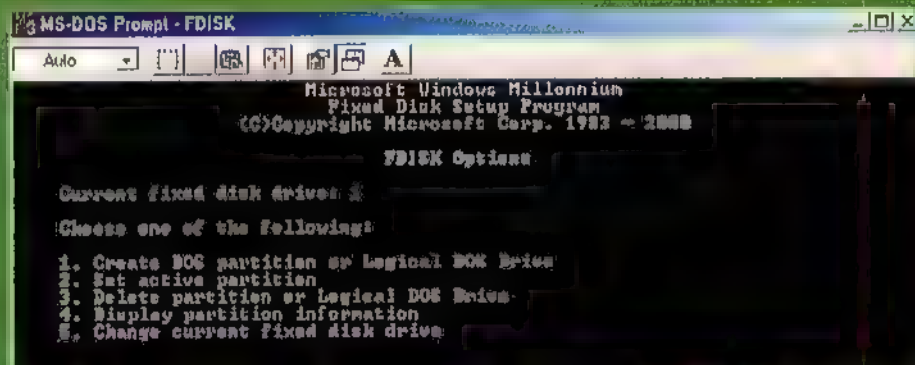 MS-DOS Prompt - FDISK
Auto
A
Microsoft Windows Millennium
Fixed Disk Setup Program
(C)Copyright Microsoft Corp. 1983 - 2000
FDISK Options
Current fixed disk drive: 1
Choose one of the following:
1. Create DOS partition or Logical DOS Drive
2. Set active partition
3. Delete partition or Logical DOS Drive
4. Display partition information
5. Change current fixed disk drive